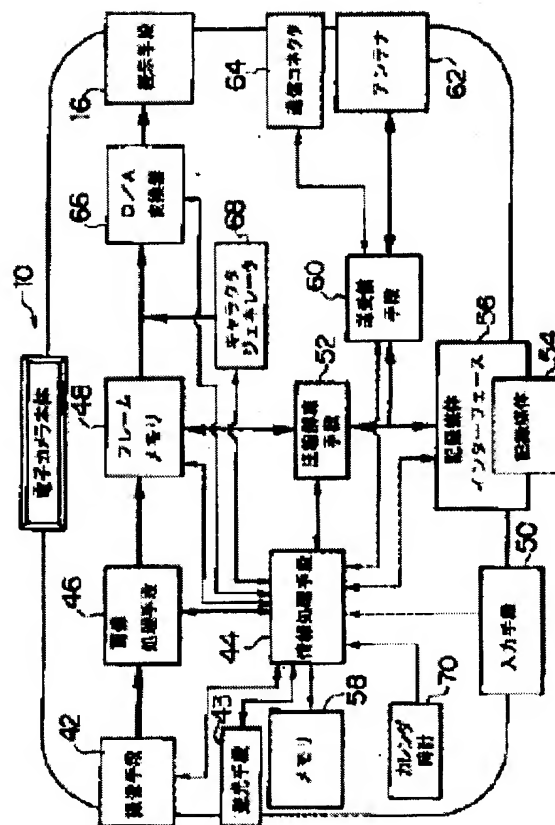 10
電子カメラ本体
42
撮像手段
46
画像
処理手段
48
フレーム
メモリ
66
D/A
変換器
16
表示手段
43
発光手段
44
情報処理手段
52
圧縮解凍
手段
68
キャラクタ
ジェネレータ
60
送受信
手段
64
通信コネクタ
アンテナ
62
58
メモリ
70
カレンダ
時計
50
入力手段
56
記録媒体
インターフェース
54
記録媒体